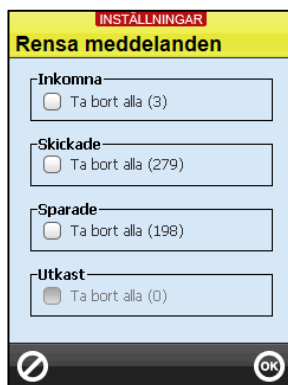 INSTÄLLNINGAR
Rensa meddelanden
Inkomna
Ta bort alla (3)
Skickade
Ta bort alla (279)
Sparade
Ta bort alla (198)
Utkast
Ta bort alla (0)
OK